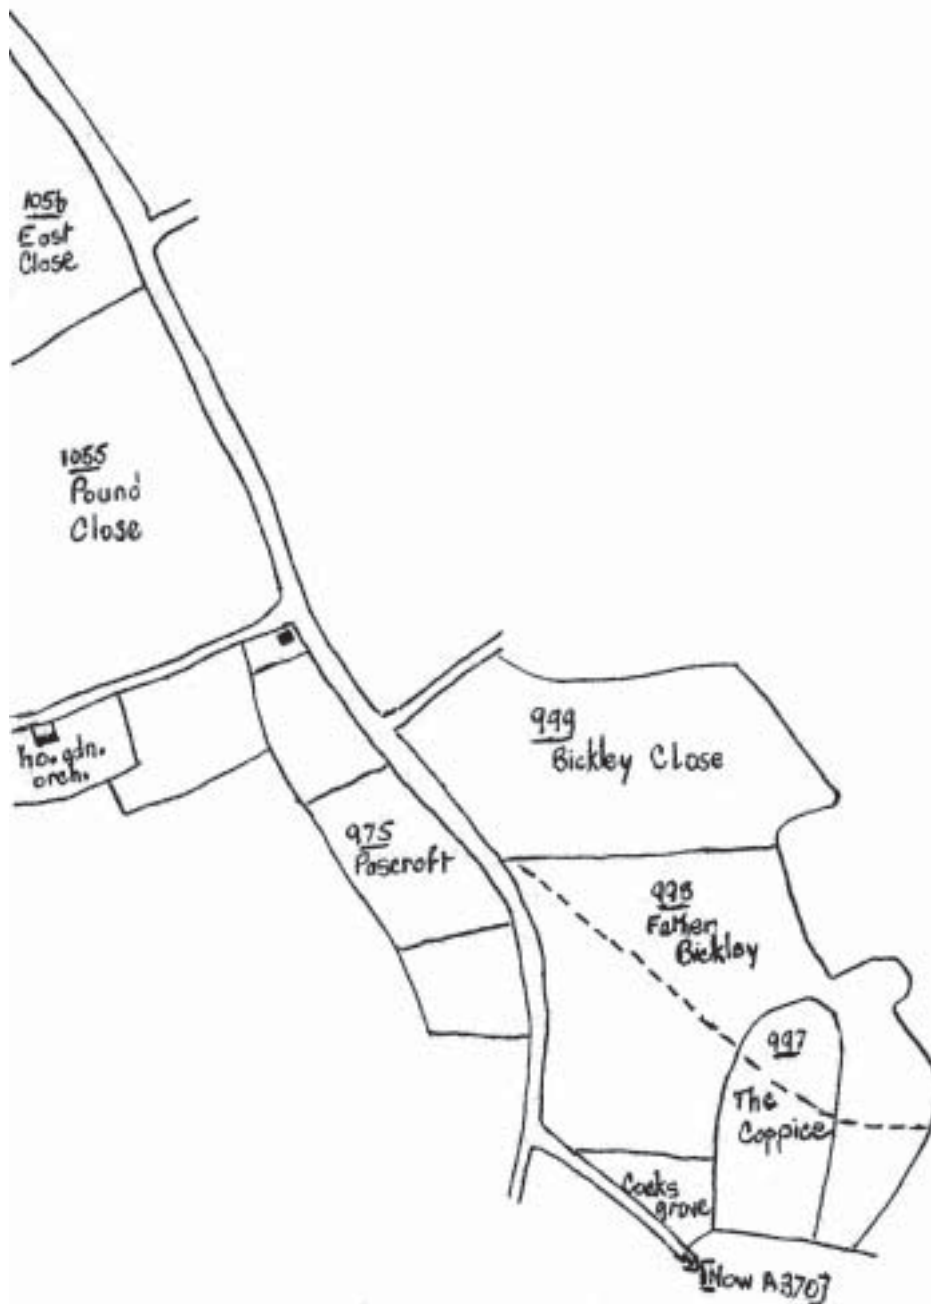 1056
East
Close
1055
Pound
Close
ho. gdn.
orch.
999
Bickley Close
975
Pascroft
998
Father
Bickley
997
The
Coppice
Cocks
grove
[Now A370]